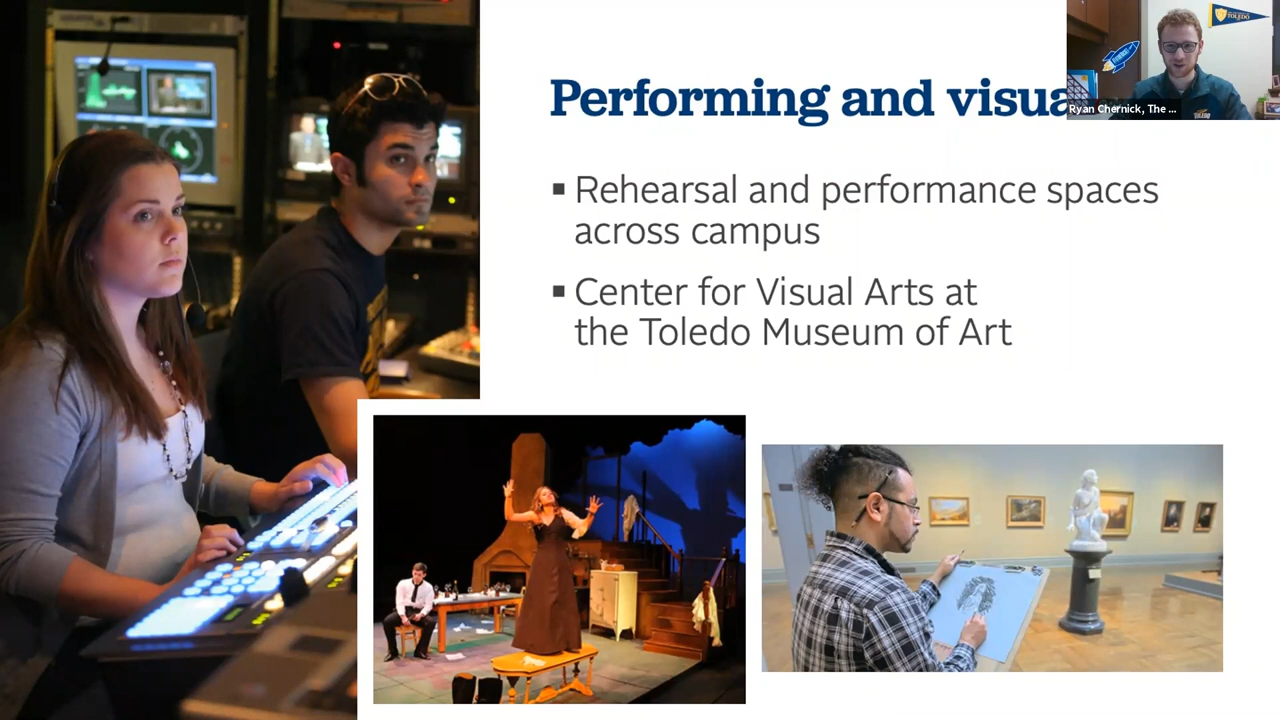 Performing and visua
TOLEDO
Ryan Chernick, The ...
▪ Rehearsal and performance spaces
across campus
▪ Center for Visual Arts at
the Toledo Museum of Art